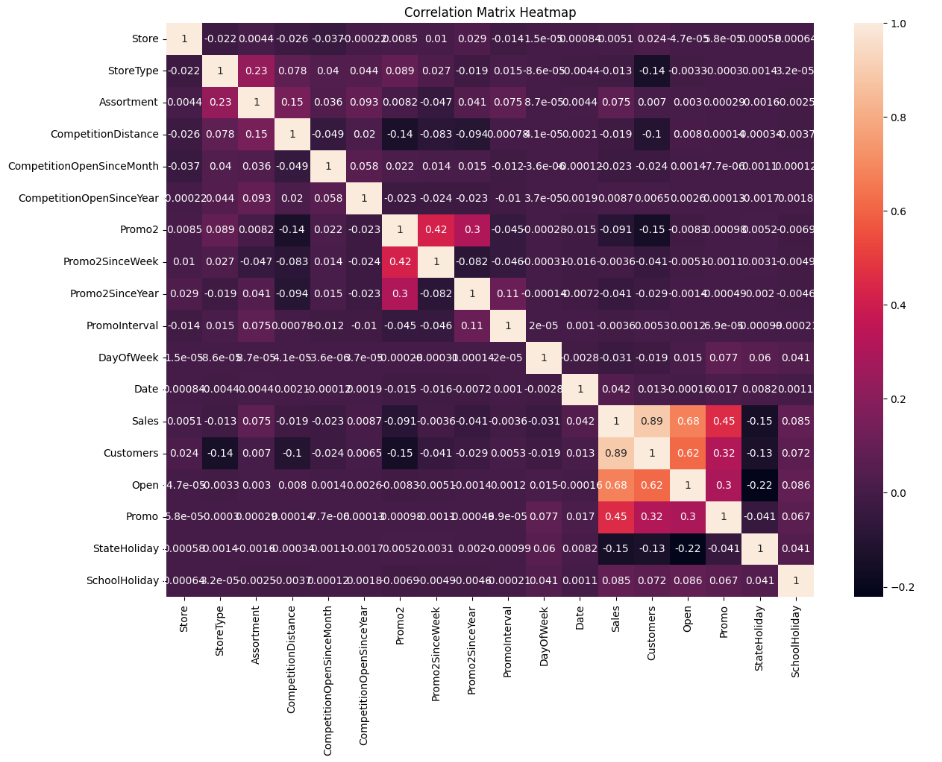 Correlation Matrix Heatmap
Store 1 -0.022 0.0044 -0.026 -0.037 0.00022 0.0085 0.01 0.029 -0.014 1.5e-05 0.00084 0.0051 0.024 -4.7e-05 5.8e-05 0.00058 0.00064
StoreType -0.022 1 0.23 0.078 0.04 0.044 0.089 0.027 -0.019 0.015 -8.6e-05 0.0044 -0.013 -0.14 -0.0033 -0.0003 0.0014 3.2e-05
Assortment -0.0044 0.23 1 0.15 0.036 0.093 0.0082 -0.047 0.041 0.075 8.7e-05 0.0044 0.075 0.007 0.003 0.00029 -0.0016 -0.0025
CompetitionDistance -0.026 0.078 0.15 1 -0.049 0.02 -0.14 -0.083 -0.094 0.00078 4.1e-05 0.0021 -0.019 -0.1 0.008 0.00014 0.00034 0.0037
CompetitionOpenSinceMonth -0.037 0.04 0.036 -0.049 1 0.058 0.022 0.014 0.015 -0.012 -3.6e-06 0.00012 -0.023 -0.024 0.0014 7.7e-06 0.0011 0.00012
CompetitionOpenSinceYear 0.00022 0.044 0.093 0.02 0.058 1 -0.023 -0.024 -0.023 -0.01 3.7e-05 0.0019 0.0087 0.0065 0.0026 0.00013 -0.0017 0.0018
Promo2 0.0085 0.089 0.0082 -0.14 0.022 -0.023 1 0.42 0.3 -0.045 -0.00028 -0.015 -0.091 -0.15 -0.0083 -0.00098 0.0052 -0.0069
Promo2SinceWeek 0.01 0.027 -0.047 -0.083 0.014 -0.024 0.42 1 -0.082 -0.046 0.00031 -0.016 -0.0036 -0.041 -0.0051 -0.0011 0.0031 -0.0049
Promo2SinceYear 0.029 -0.019 0.041 -0.094 0.015 -0.023 0.3 -0.082 1 0.11 0.00014 0.0072 -0.041 -0.029 -0.0014 0.00049 0.002 -0.0046
PromoInterval -0.014 0.015 0.075 0.00078 -0.012 -0.01 -0.045 -0.046 0.11 1 2e-05 0.001 -0.0036 0.0053 0.0012 6.9e-05 0.00099 0.00021
DayOfWeek 1.5e-05 8.6e-05 8.7e-05 4.1e-05 3.6e-06 3.7e-05 0.00028 0.00031 0.00014 2e-05 1 -0.0028 -0.031 -0.019 0.015 0.077 0.06 0.041
Date 0.00084 0.0044 0.0044 0.0021 0.00012 0.0019 -0.015 -0.016 -0.0072 0.001 -0.0028 1 0.042 0.013 -0.00016 0.017 0.0082 0.0011
Sales 0.0051 -0.013 0.075 -0.019 -0.023 0.0087 -0.091 -0.0036 -0.041 -0.0036 -0.031 0.042 1 0.89 0.68 0.45 -0.15 0.085
Customers 0.024 -0.14 0.007 -0.1 -0.024 0.0065 -0.15 -0.041 -0.029 0.0053 -0.019 0.013 0.89 1 0.62 0.32 -0.13 0.072
Open 4.7e-05 0.0033 0.003 0.008 0.0014 0.0026 -0.0083 -0.0051 -0.0014 0.0012 0.015 -0.00016 0.68 0.62 1 0.3 -0.22 0.086
Promo 5.8e-05 -0.0003 0.00029 0.00014 7.7e-06 0.00013 0.00098 0.0011 0.00049 6.9e-05 0.077 0.017 0.45 0.32 0.3 1 -0.041 0.067
StateHoliday 0.00058 0.0014 -0.0016 0.00034 0.0011 -0.0017 0.0052 0.0031 0.002 0.00099 0.06 0.0082 -0.15 -0.13 -0.22 -0.041 1 0.041
SchoolHoliday 0.00064 3.2e-05 0.0025 0.0037 0.00012 0.0018 -0.0069 0.0049 -0.0046 0.00021 0.041 0.0011 0.085 0.072 0.086 0.067 0.041 1
Store
StoreType
Assortment
CompetitionDistance
CompetitionOpenSinceMonth
CompetitionOpenSinceYear
Promo2
Promo2SinceWeek
Promo2SinceYear
PromoInterval
DayOfWeek
Date
Sales
Customers
Open
Promo
StateHoliday
SchoolHoliday
1.0
0.8
0.6
0.4
0.2
0.0
−0.2